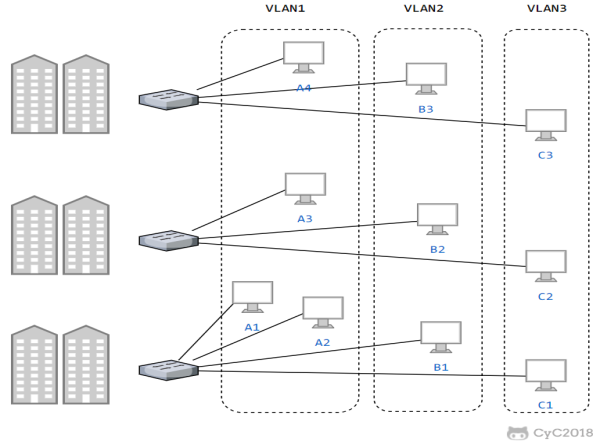 VLAN1 VLAN2 VLAN3
A4
B3
C3
A3
B2
C2
A1
A2
B1
C1
CyC2018